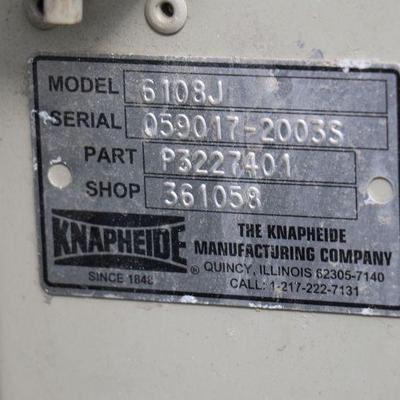 MODEL 6108J
SERIAL Q59017-2003S
PART P3227401
SHOP 361058
KNAPHEIDE ®
SINCE 1848
THE KNAPHEIDE
MANUFACTURING COMPANY
QUINCY, ILLINOIS 62305-7140
CALL: 1-217-222-7131